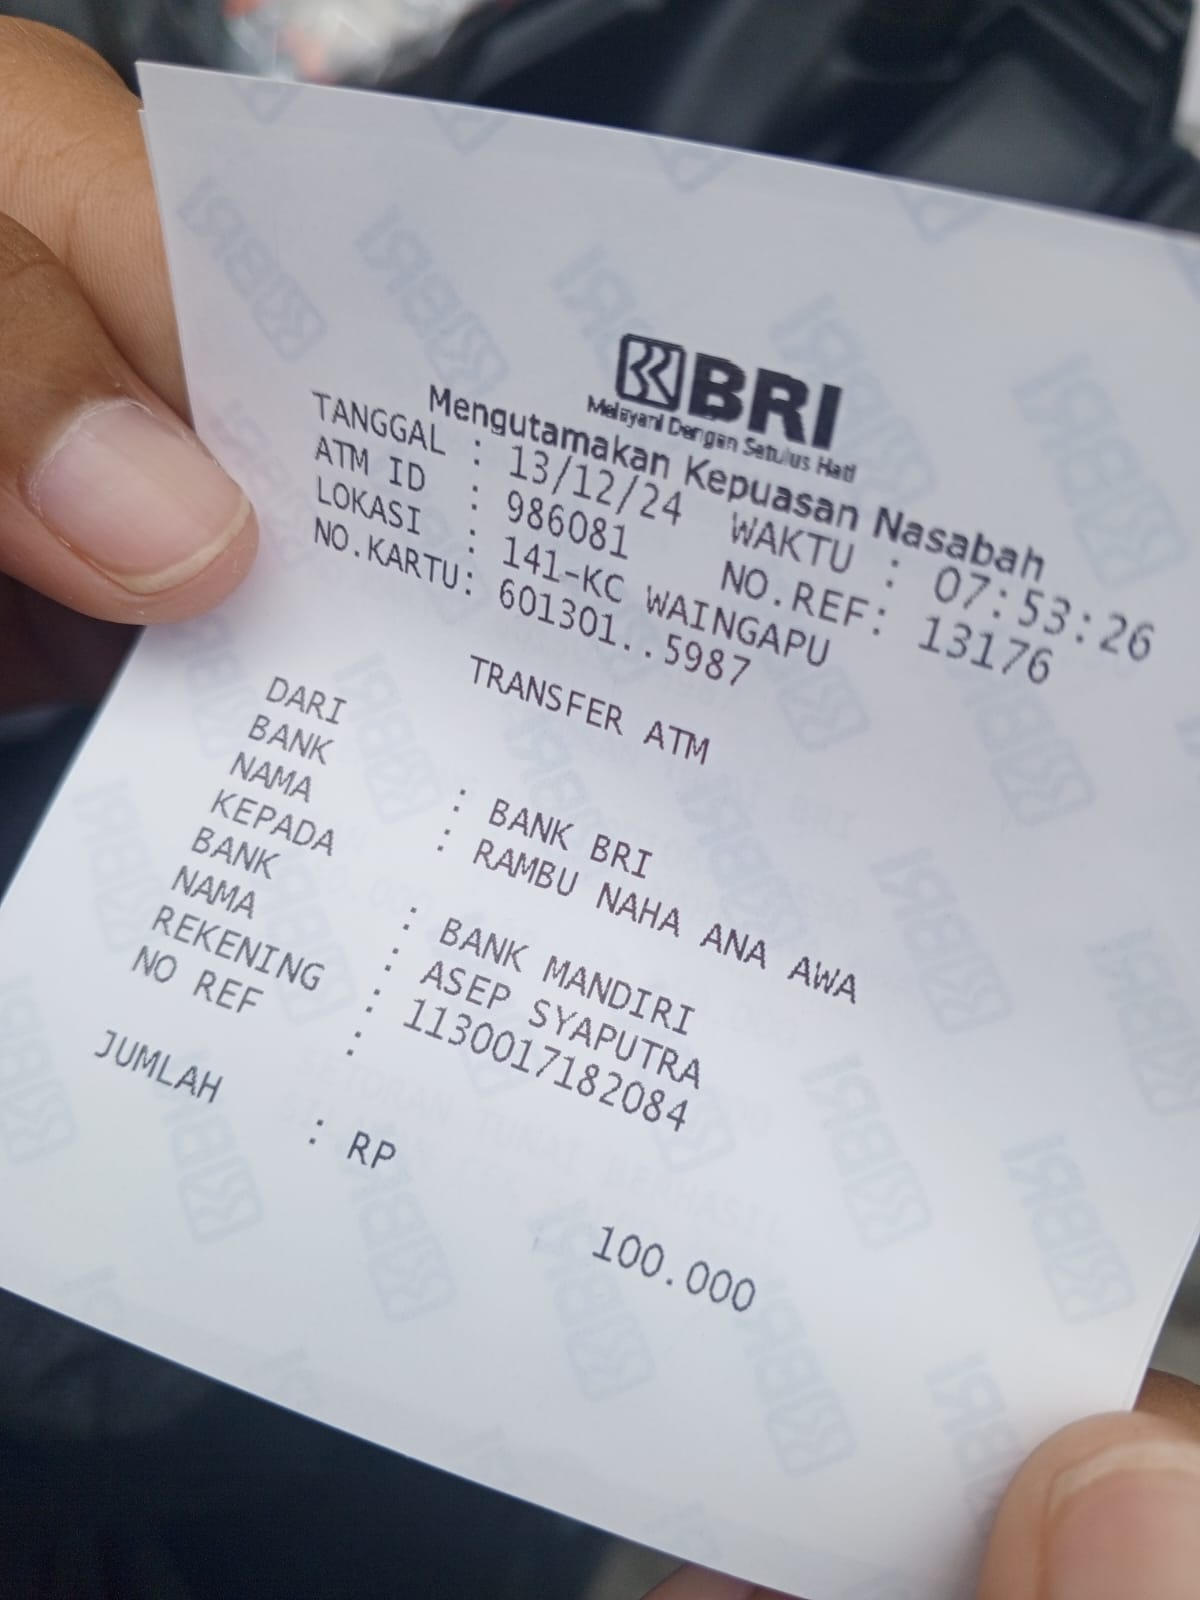 BRI
Melayani Dengan Setulus Hati
Mengutamakan Kepuasan Nasabah
TANGGAL : 13/12/24 WAKTU : 07:53:26
ATM ID : 986081 NO.REF: 13176
LOKASI : 141-KC WAINGAPU
NO.KARTU: 601301..5987
TRANSFER ATM
DARI
BANK : BANK BRI
NAMA : RAMBU NAHA ANA AWA
KEPADA
BANK : BANK MANDIRI
NAMA : ASEP SYAPUTRA
REKENING : 1130017182084
NO REF :
JUMLAH : RP 100.000